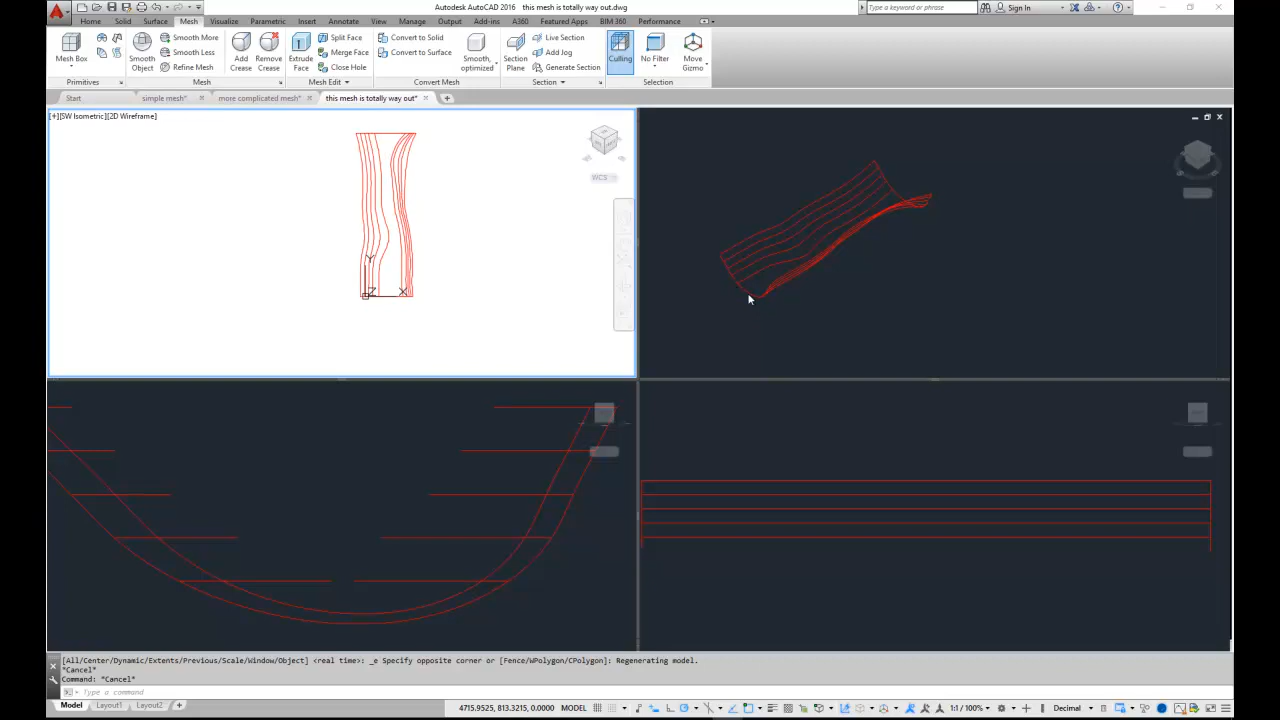 Autodesk AutoCAD 2016 this mesh is totally way out.dwg
Type a keyword or phrase
Sign In
Home Solid Surface Mesh Visualize Parametric Insert Annotate View Manage Output Add-ins A360 Featured Apps BIM 360 Performance
Mesh Box
Smooth Object
Smooth More
Smooth Less
Refine Mesh
Add Crease
Remove Crease
Extrude Face
Split Face
Merge Face
Close Hole
Convert to Solid
Convert to Surface
Smooth, optimized
Section Plane
Live Section
Add Jog
Generate Section
Culling
No Filter
Move Gizmo
Primitives Mesh Mesh Edit Convert Mesh Section Selection
Start simple mesh* more complicated mesh* this mesh is totally way out*
[+][SW Isometric][2D Wireframe]
WCS
Y
Z X
[All/Center/Dynamic/Extents/Previous/Scale/Window/Object] <real time>: _e Specify opposite corner or [Fence/WPolygon/CPolygon]: Regenerating model.
*Cancel*
Command: *Cancel*
Type a command
Model Layout1 Layout2 +
4715.9525, 813.3215, 0.0000 MODEL 1:1 / 100% Decimal